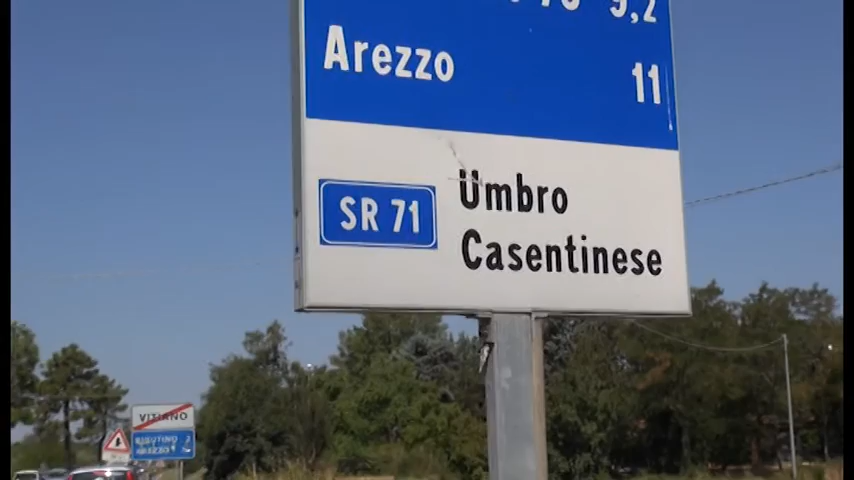 9,2
Arezzo 11
SR 71 Umbro
Casentinese
VITIANO